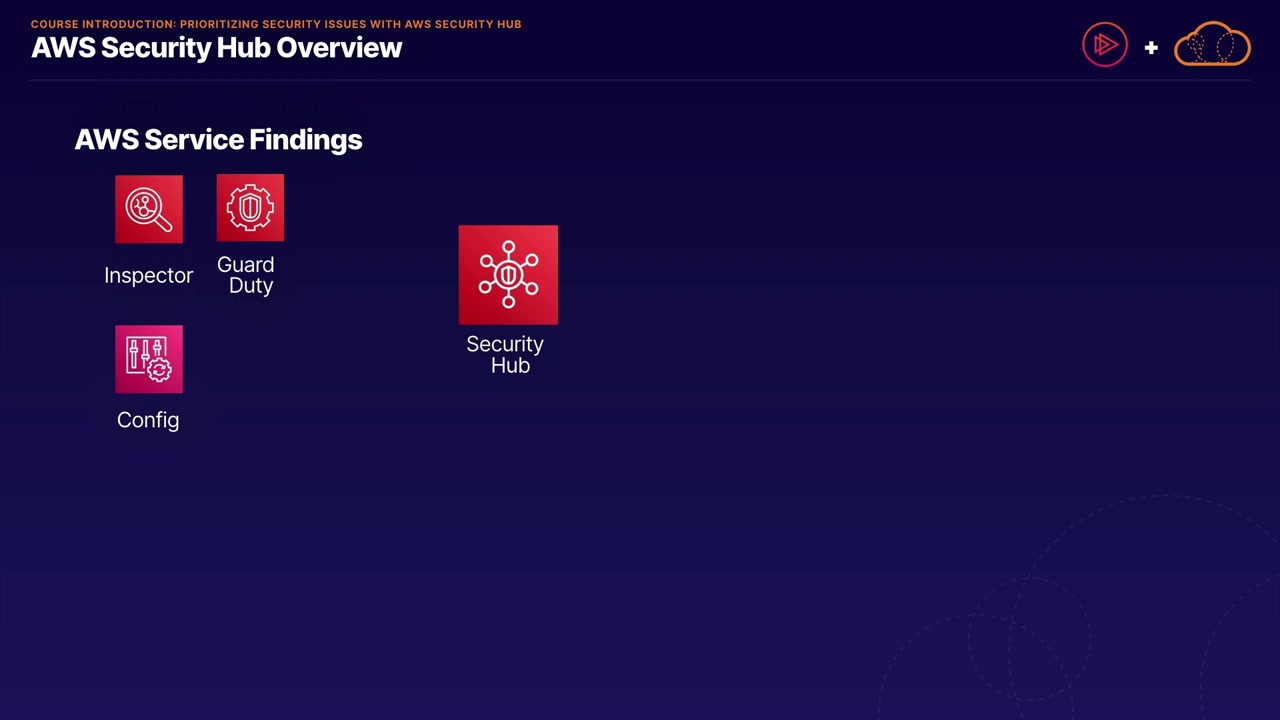 COURSE INTRODUCTION: PRIORITIZING SECURITY ISSUES WITH AWS SECURITY HUB
AWS Security Hub Overview
AWS Service Findings
Inspector
Guard
Duty
Config
Security
Hub